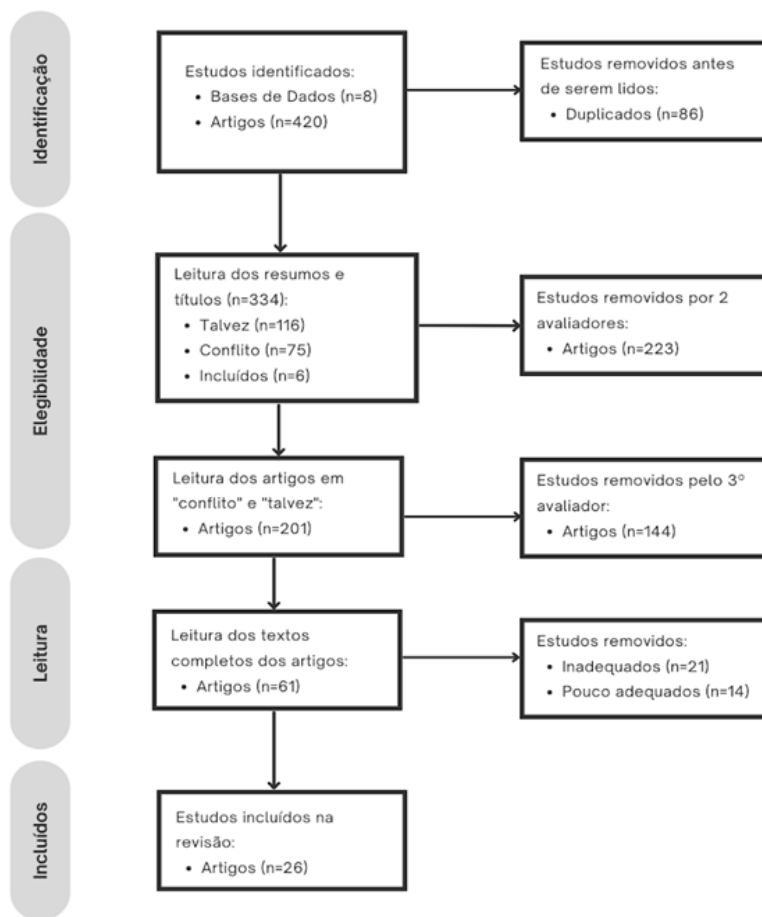 Identificação
Estudos identificados:
• Bases de Dados (n=8)
• Artigos (n=420)
Estudos removidos antes
de serem lidos:
• Duplicados (n=86)
Elegibilidade
Leitura dos resumos e
títulos (n=334):
• Talvez (n=116)
• Conflito (n=75)
• Incluídos (n=6)
Estudos removidos por 2
avaliadores:
• Artigos (n=223)
Leitura dos artigos em
"conflito" e "talvez":
• Artigos (n=201)
Estudos removidos pelo 3º
avaliador:
• Artigos (n=144)
Leitura
Leitura dos textos
completos dos artigos:
• Artigos (n=61)
Estudos removidos:
• Inadequados (n=21)
• Pouco adequados (n=14)
Incluídos
Estudos incluídos na
revisão:
• Artigos (n=26)